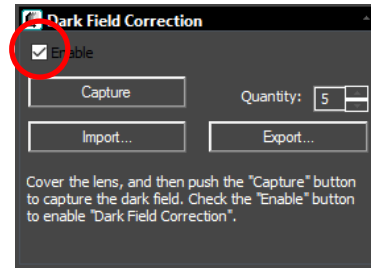 Dark Field Correction
Enable
Capture
Quantity: 5
Import...
Export...
Cover the lens, and then push the "Capture" button
to capture the dark field. Check the "Enable" button
to enable "Dark Field Correction".